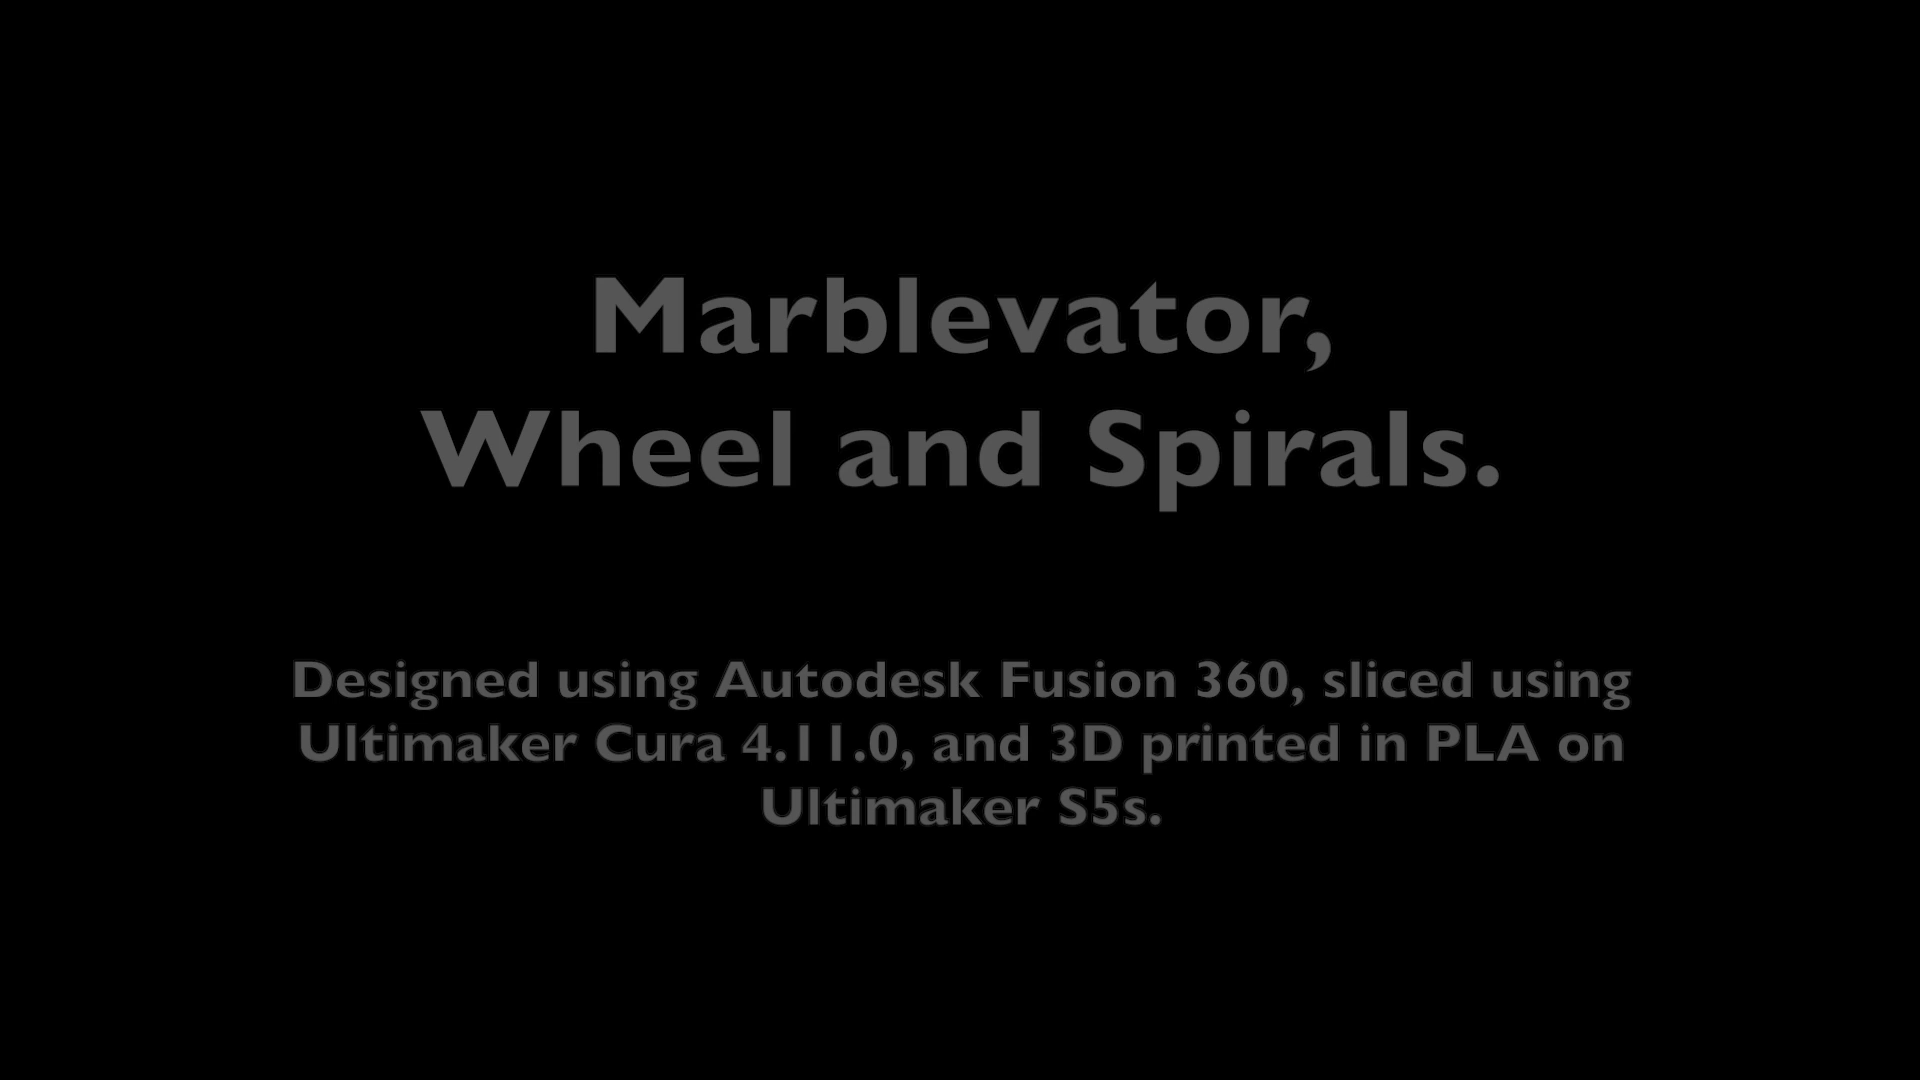 Marblevator,
Wheel and Spirals.
Designed using Autodesk Fusion 360, sliced using
Ultimaker Cura 4.11.0, and 3D printed in PLA on
Ultimaker S5s.